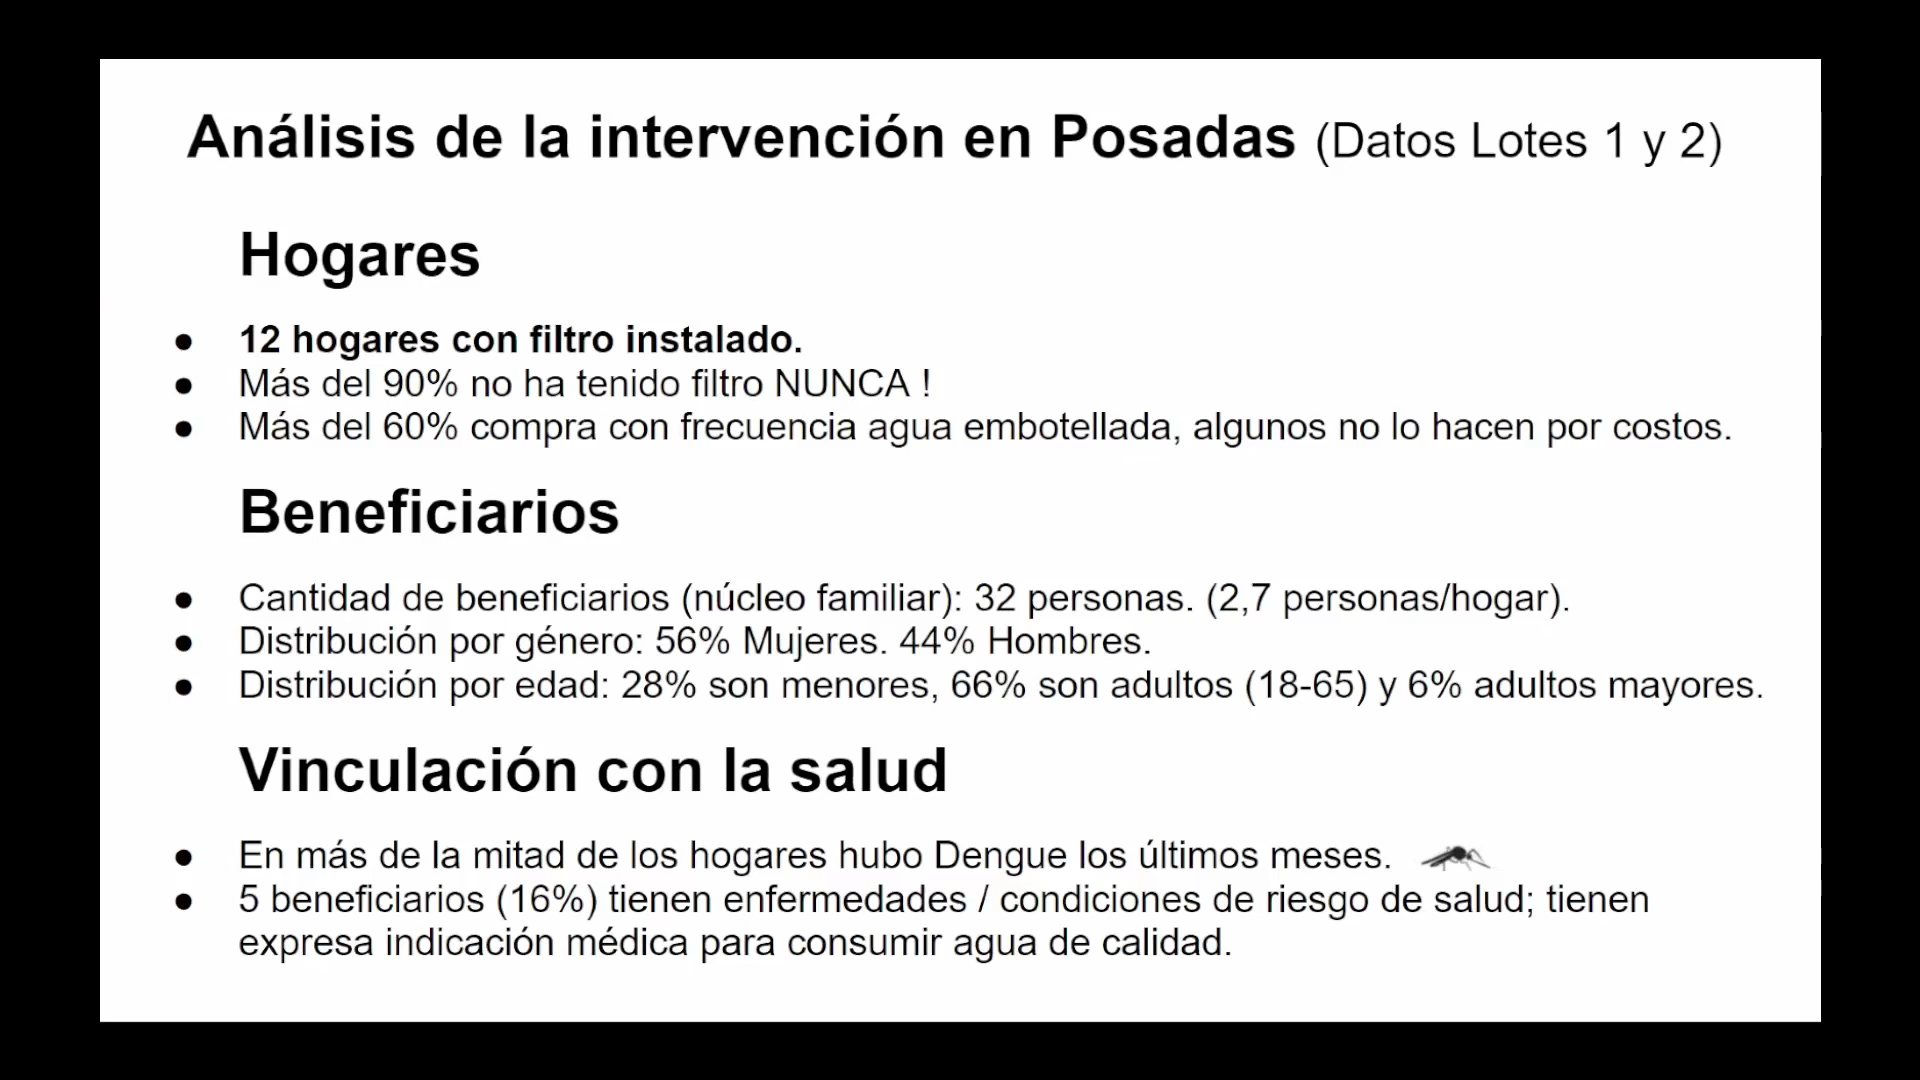 Análisis de la intervención en Posadas (Datos Lotes 1 y 2)
Hogares
● 12 hogares con filtro instalado.
● Más del 90% no ha tenido filtro NUNCA !
● Más del 60% compra con frecuencia agua embotellada, algunos no lo hacen por costos.
Beneficiarios
● Cantidad de beneficiarios (núcleo familiar): 32 personas. (2,7 personas/hogar).
● Distribución por género: 56% Mujeres. 44% Hombres.
● Distribución por edad: 28% son menores, 66% son adultos (18-65) y 6% adultos mayores.
Vinculación con la salud
● En más de la mitad de los hogares hubo Dengue los últimos meses.
● 5 beneficiarios (16%) tienen enfermedades / condiciones de riesgo de salud; tienen
expresa indicación médica para consumir agua de calidad.